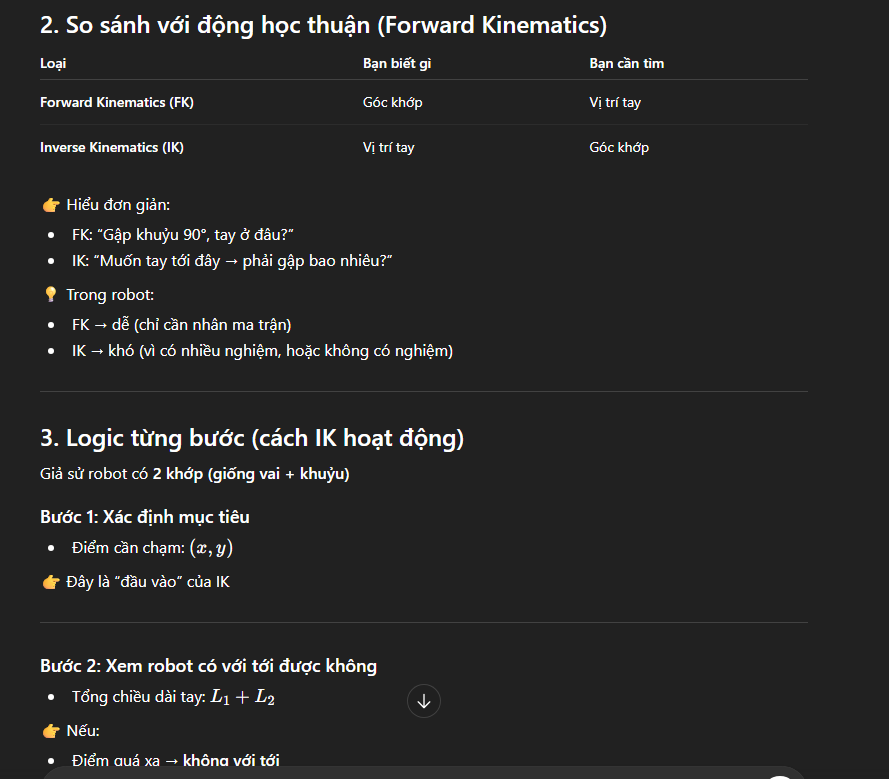 2. So sánh với động học thuận (Forward Kinematics)
Loại Bạn biết gì Bạn cần tìm
Forward Kinematics (FK) Góc khớp Vị trí tay
Inverse Kinematics (IK) Vị trí tay Góc khớp
👉 Hiểu đơn giản:
• FK: “Gập khuỷu 90°, tay ở đâu?”
• IK: “Muốn tay tới đây → phải gập bao nhiêu?”
💡 Trong robot:
• FK → dễ (chỉ cần nhân ma trận)
• IK → khó (vì có nhiều nghiệm, hoặc không có nghiệm)
3. Logic từng bước (cách IK hoạt động)
Giả sử robot có 2 khớp (giống vai + khuỷu)
Bước 1: Xác định mục tiêu
• Điểm cần chạm: (x, y)
👉 Đây là “đầu vào” của IK
Bước 2: Xem robot có với tới được không
• Tổng chiều dài tay: L₁ + L₂
👉 Nếu:
• Điểm quá xa → không với tới